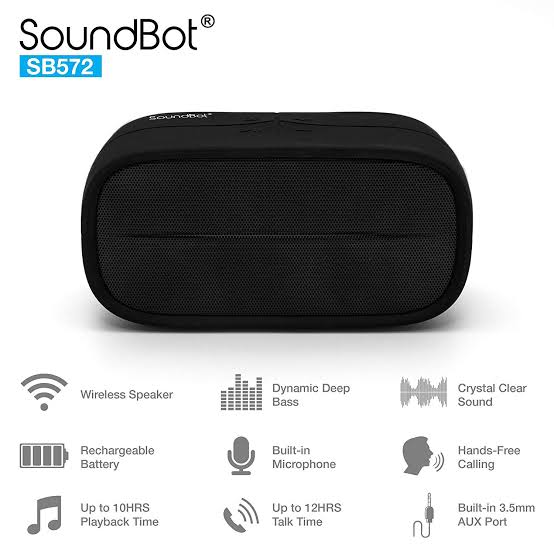 SoundBot®
SB572
SoundBot®
Wireless Speaker
Dynamic Deep
Bass
Crystal Clear
Sound
Rechargeable
Battery
Built-in
Microphone
Hands-Free
Calling
Up to 10HRS
Playback Time
Up to 12HRS
Talk Time
Built-in 3.5mm
AUX Port